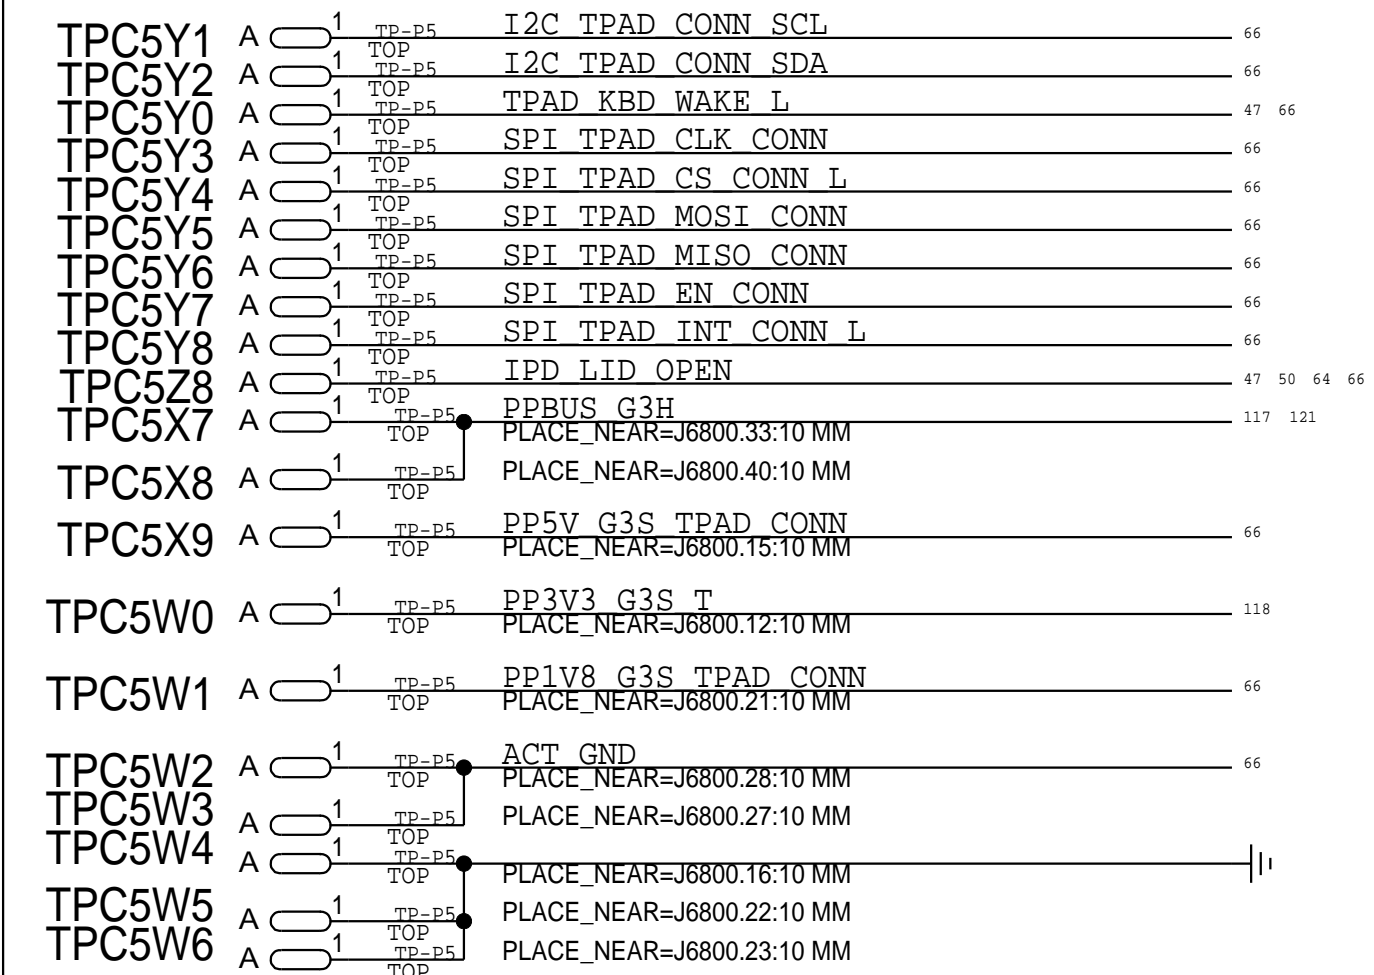 TPC5Y1 A 1 TP-P5 TOP I2C_TPAD_CONN_SCL 66
TPC5Y2 A 1 TP-P5 TOP I2C_TPAD_CONN_SDA 66
TPC5Y0 A 1 TP-P5 TOP TPAD_KBD_WAKE_L 47 66
TPC5Y3 A 1 TP-P5 TOP SPI_TPAD_CLK_CONN 66
TPC5Y4 A 1 TP-P5 TOP SPI_TPAD_CS_CONN_L 66
TPC5Y5 A 1 TP-P5 TOP SPI_TPAD_MOSI_CONN 66
TPC5Y6 A 1 TP-P5 TOP SPI_TPAD_MISO_CONN 66
TPC5Y7 A 1 TP-P5 TOP SPI_TPAD_EN_CONN 66
TPC5Y8 A 1 TP-P5 TOP SPI_TPAD_INT_CONN_L 66
TPC5Z8 A 1 TP-P5 TOP IPD_LID_OPEN 47 50 64 66
TPC5X7 A 1 TP-P5 TOP PPBUS_G3H 117 121
PLACE_NEAR=J6800.33:10 MM
TPC5X8 A 1 TP-P5 TOP PLACE_NEAR=J6800.40:10 MM
TPC5X9 A 1 TP-P5 TOP PP5V_G3S_TPAD_CONN 66
PLACE_NEAR=J6800.15:10 MM
TPC5W0 A 1 TP-P5 TOP PP3V3_G3S_T 118
PLACE_NEAR=J6800.12:10 MM
TPC5W1 A 1 TP-P5 TOP PP1V8_G3S_TPAD_CONN 66
PLACE_NEAR=J6800.21:10 MM
TPC5W2 A 1 TP-P5 TOP ACT_GND 66
PLACE_NEAR=J6800.28:10 MM
TPC5W3 A 1 TP-P5 TOP PLACE_NEAR=J6800.27:10 MM
TPC5W4 A 1 TP-P5 TOP PLACE_NEAR=J6800.16:10 MM
TPC5W5 A 1 TP-P5 TOP PLACE_NEAR=J6800.22:10 MM
TPC5W6 A 1 TP-P5 TOP PLACE_NEAR=J6800.23:10 MM